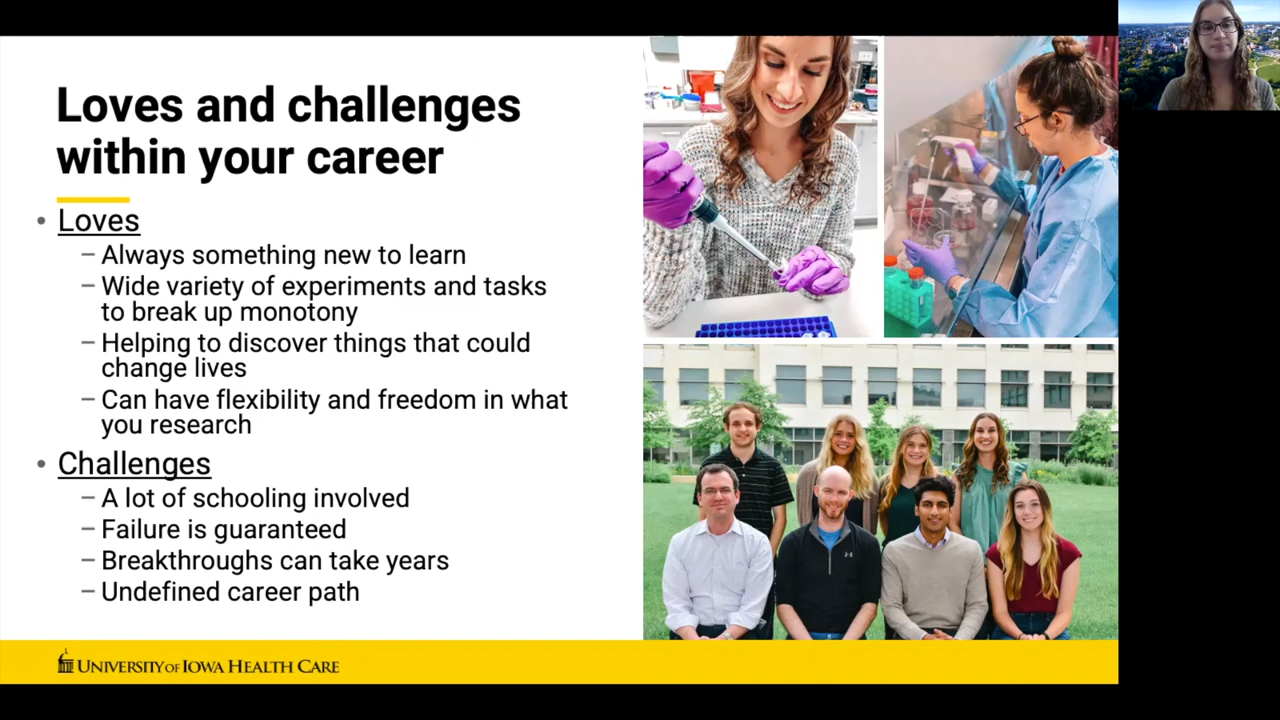 Loves and challenges
within your career
• Loves
– Always something new to learn
– Wide variety of experiments and tasks
to break up monotony
– Helping to discover things that could
change lives
– Can have flexibility and freedom in what
you research
• Challenges
– A lot of schooling involved
– Failure is guaranteed
– Breakthroughs can take years
– Undefined career path
UNIVERSITY OF IOWA HEALTH CARE